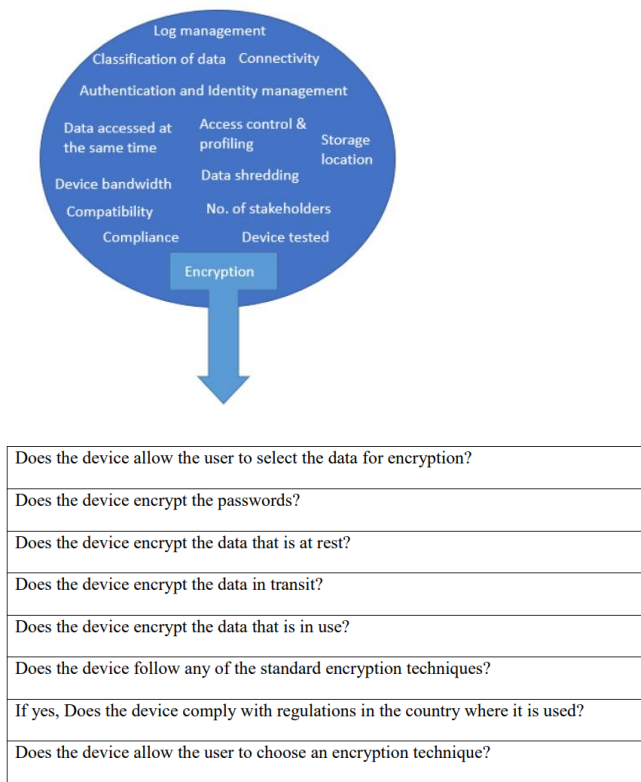 Log management
Classification of data Connectivity
Authentication and Identity management
Data accessed at
the same time
Access control &
profiling
Storage
location
Device bandwidth
Data shredding
Compatibility
No. of stakeholders
Compliance
Device tested
Encryption
Does the device allow the user to select the data for encryption?
Does the device encrypt the passwords?
Does the device encrypt the data that is at rest?
Does the device encrypt the data in transit?
Does the device encrypt the data that is in use?
Does the device follow any of the standard encryption techniques?
If yes, Does the device comply with regulations in the country where it is used?
Does the device allow the user to choose an encryption technique?